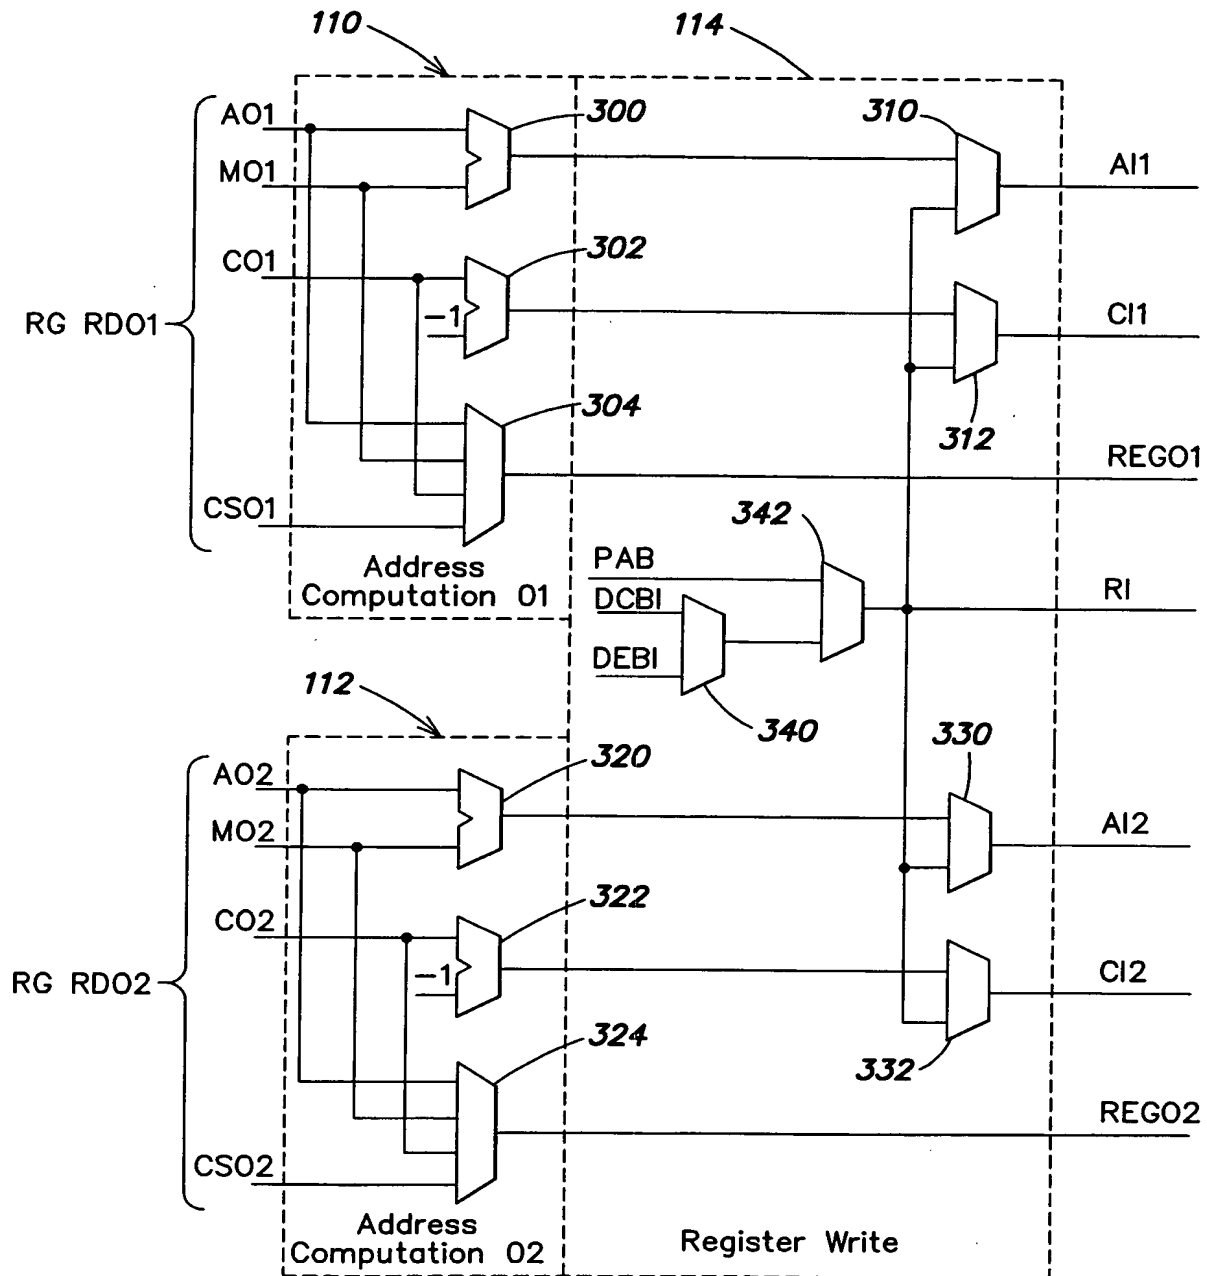 110
114
AO1
300
310
MO1
AI1
CO1
302
-1
CI1
RG RDO1
304
312
REGO1
CSO1
342
Address
Computation 01
PAB
DCBI
RI
DEBI
112
340
330
AO2
320
MO2
AI2
CO2
322
-1
CI2
RG RDO2
324
332
REGO2
CSO2
Address
Computation 02
Register Write